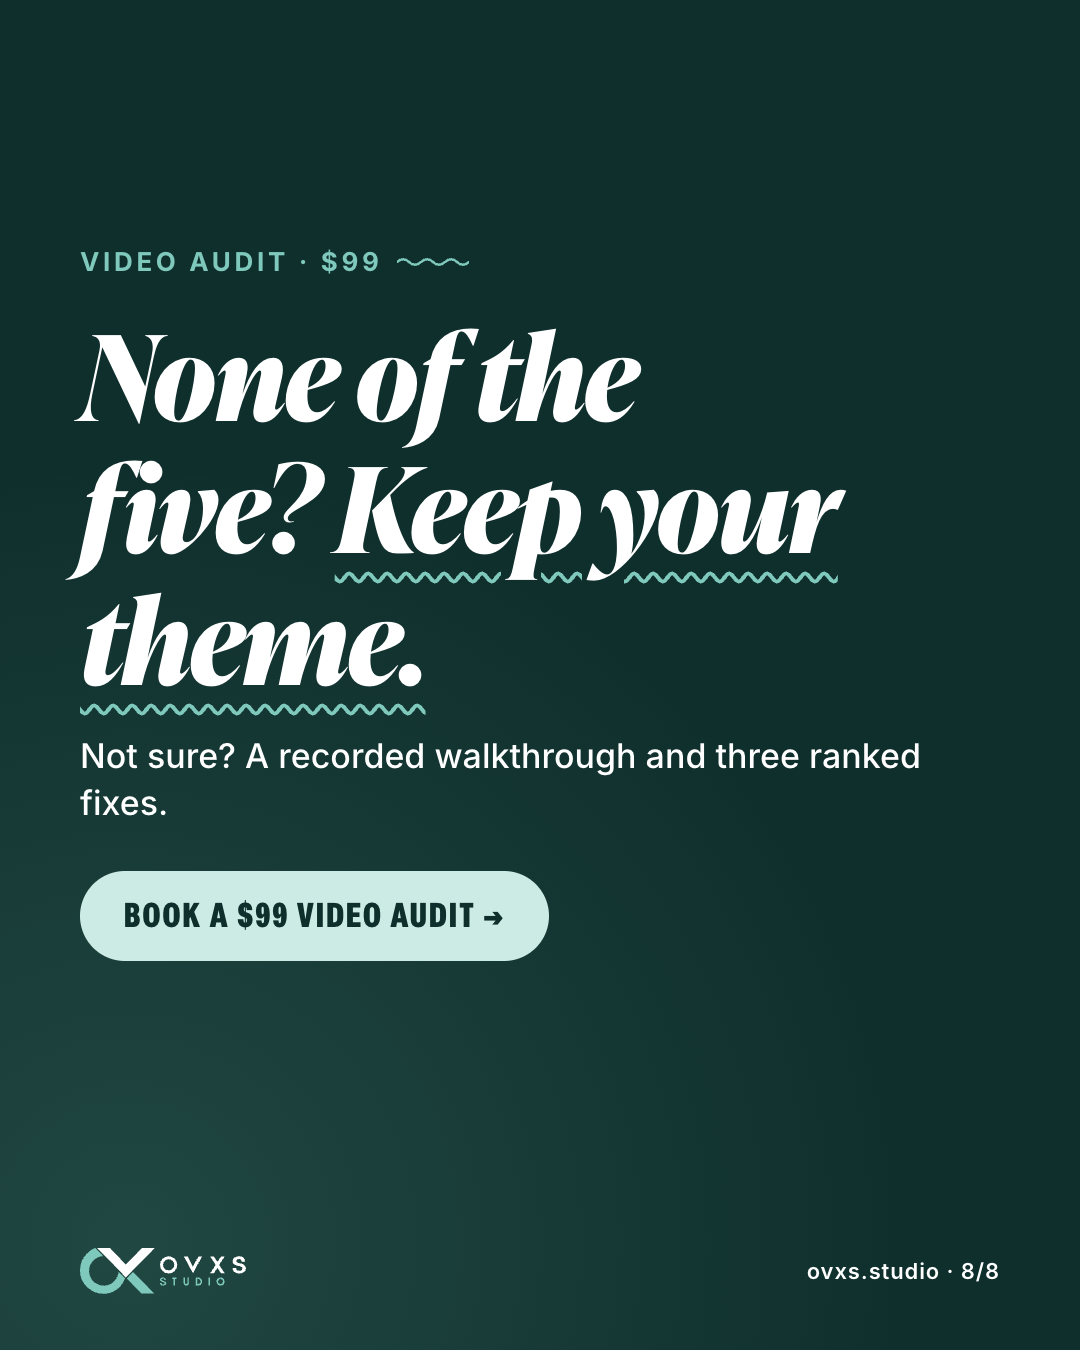 VIDEO AUDIT · $99
None of the
five? Keep your
theme.
Not sure? A recorded walkthrough and three ranked
fixes.
BOOK A $99 VIDEO AUDIT →
OVXS
STUDIO
ovxs.studio · 8/8